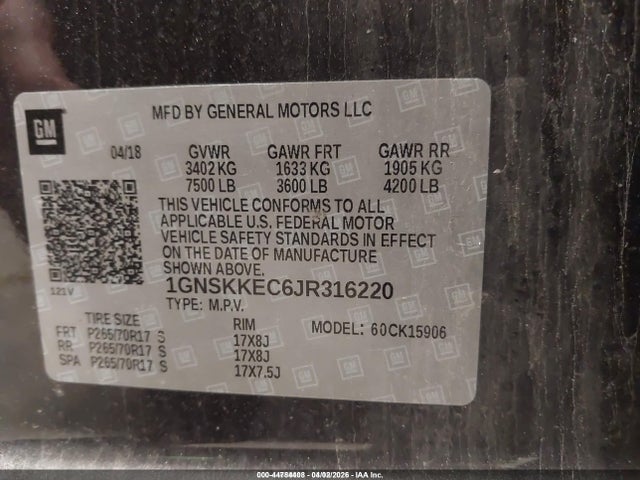 GM
MFD BY GENERAL MOTORS LLC
04/18 GVWR GAWR FRT GAWR RR
3402 KG 1633 KG 1905 KG
7500 LB 3600 LB 4200 LB
THIS VEHICLE CONFORMS TO ALL
APPLICABLE U.S. FEDERAL MOTOR
VEHICLE SAFETY STANDARDS IN EFFECT
ON THE DATE OF MANUFACTURE
SHOWN ABOVE.
121V
1GNSKKEC6JR316220
TYPE: M.P.V.
TIRE SIZE RIM MODEL: 60CK15906
FRT P265/70R17 S 17X8J
RR P265/70R17 S 17X8J
SPA P265/70R17 S 17X7.5J
000-44784408 - 04/02/2026 - IAA Inc.